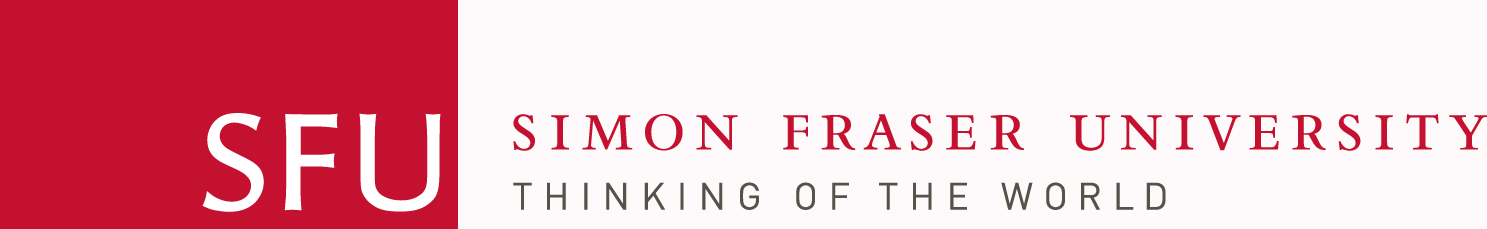 SFU
SIMON FRASER UNIVERSITY
THINKING OF THE WORLD